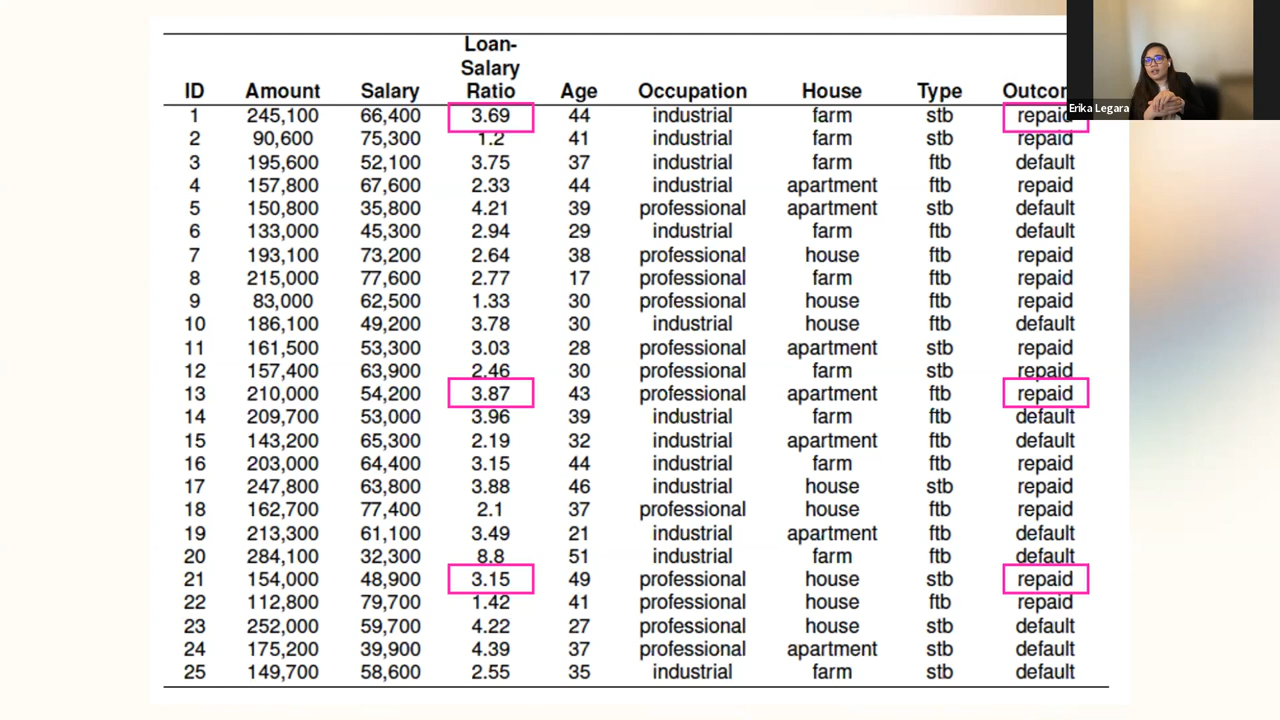 Loan-
Salary
ID Amount Salary Ratio Age Occupation House Type Outcom
Erika Legara
1 245,100 66,400 3.69 44 industrial farm stb repaid
2 90,600 75,300 1.2 41 industrial farm stb repaid
3 195,600 52,100 3.75 37 industrial farm ftb default
4 157,800 67,600 2.33 44 industrial apartment ftb repaid
5 150,800 35,800 4.21 39 professional apartment stb default
6 133,000 45,300 2.94 29 industrial farm ftb default
7 193,100 73,200 2.64 38 professional house ftb repaid
8 215,000 77,600 2.77 17 professional farm ftb repaid
9 83,000 62,500 1.33 30 professional house ftb repaid
10 186,100 49,200 3.78 30 industrial house ftb default
11 161,500 53,300 3.03 28 professional apartment stb repaid
12 157,400 63,900 2.46 30 professional farm stb repaid
13 210,000 54,200 3.87 43 professional apartment ftb repaid
14 209,700 53,000 3.96 39 industrial farm ftb default
15 143,200 65,300 2.19 32 industrial apartment ftb default
16 203,000 64,400 3.15 44 industrial farm ftb repaid
17 247,800 63,800 3.88 46 industrial house stb repaid
18 162,700 77,400 2.1 37 professional house ftb repaid
19 213,300 61,100 3.49 21 industrial apartment ftb default
20 284,100 32,300 8.8 51 industrial farm ftb default
21 154,000 48,900 3.15 49 professional house stb repaid
22 112,800 79,700 1.42 41 professional house ftb repaid
23 252,000 59,700 4.22 27 professional house stb default
24 175,200 39,900 4.39 37 professional apartment stb default
25 149,700 58,600 2.55 35 industrial farm stb default